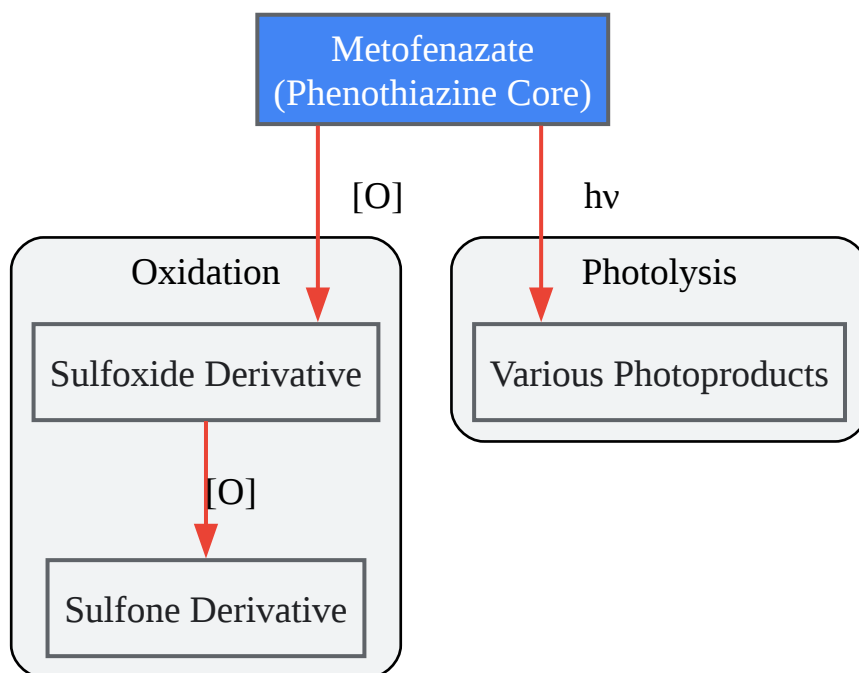 Metofenazate
(Phenothiazine Core)
[O]
hν
Oxidation
Photolysis
Sulfoxide Derivative
Various Photoproducts
[O]
Sulfone Derivative